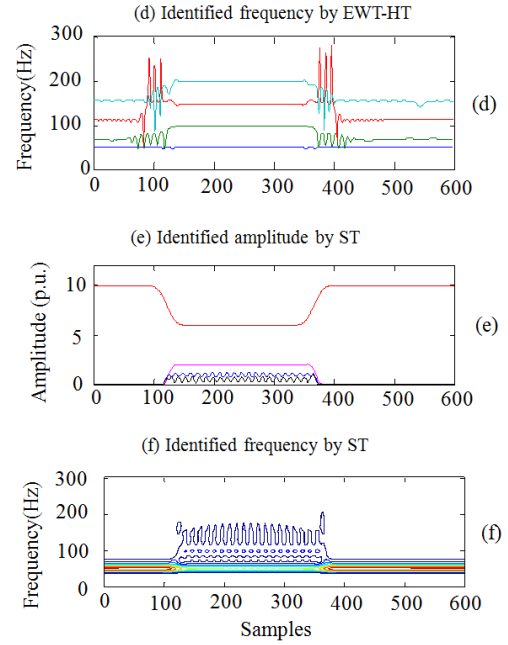 (d) Identified frequency by EWT-HT
Frequency(Hz)
300
200
100
0
0 100 200 300 400 500 600
(d)
(e) Identified amplitude by ST
Amplitude (p.u.)
10
5
0
0 100 200 300 400 500 600
(e)
(f) Identified frequency by ST
Frequency(Hz)
300
200
100
0
0 100 200 300 400 500 600
(f)
Samples